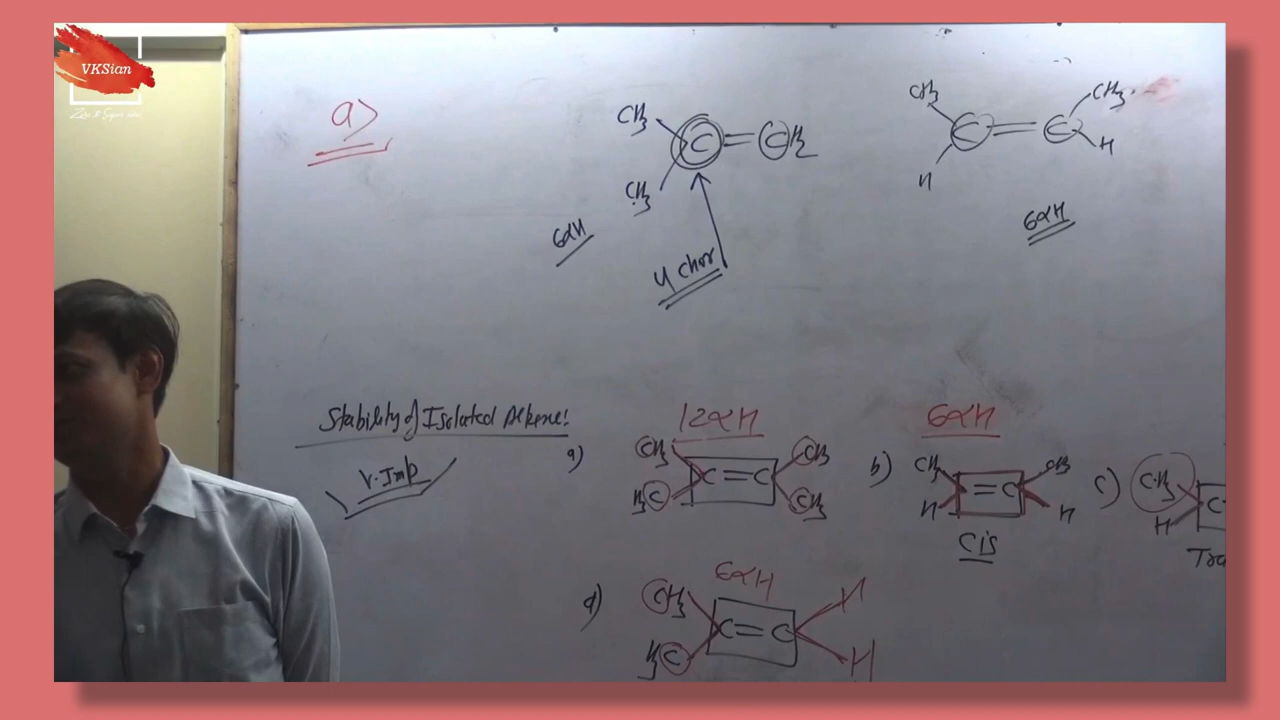 VKSian
a>
CH3
C = CH2
CH3
6αH
4 Chor
CH3
CH3
C = C
H
H
6αH
Stability of Isolated Alkene!
V.Imp
a)
12αH
CH3
CH3
C = C
H3C
CH3
b)
6αH
CH3
CH3
= C
H
H
Cis
c)
CH3
C
H
Tra
d)
6αH
CH3
H
C = C
H3C
H